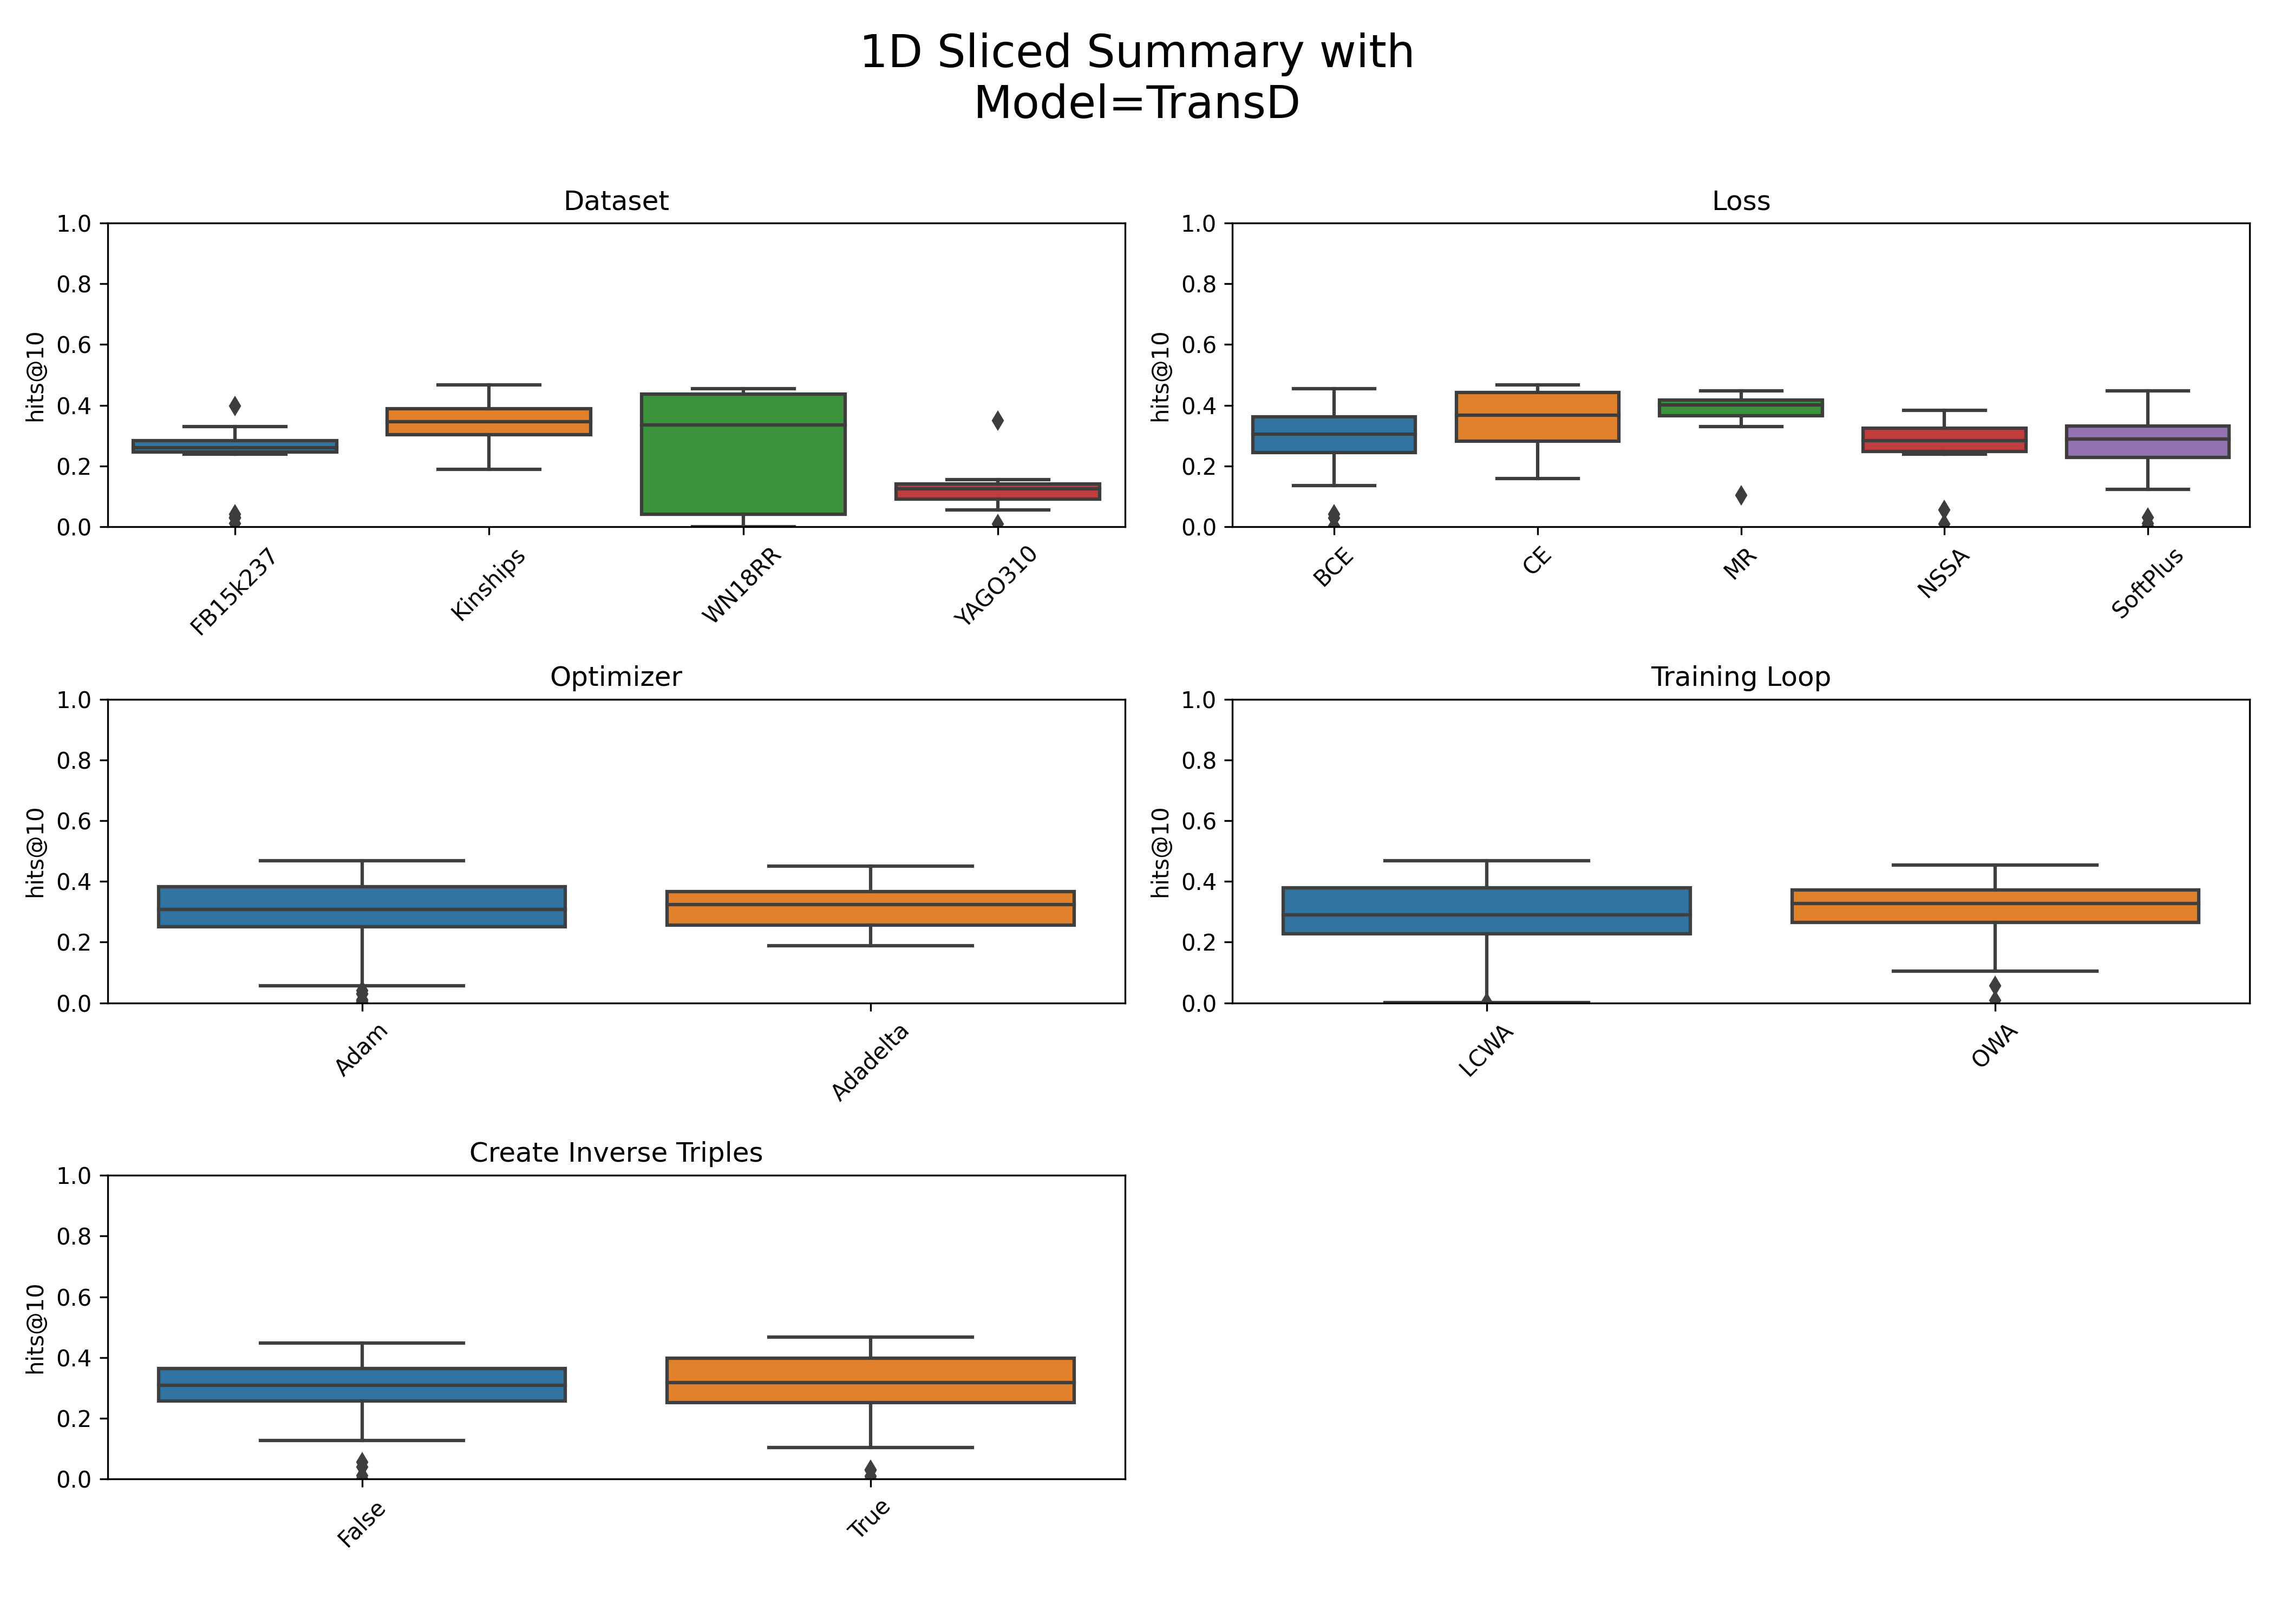 1D Sliced Summary with
Model=TransD
Dataset
1.0
0.8
0.6
0.4
0.2
0.0
hits@10
FB15k237
Kinships
WN18RR
YAGO310
Loss
1.0
0.8
0.6
0.4
0.2
0.0
hits@10
BCE
CE
MR
NSSA
SoftPlus
Optimizer
1.0
0.8
0.6
0.4
0.2
0.0
hits@10
Adam
Adadelta
Training Loop
1.0
0.8
0.6
0.4
0.2
0.0
hits@10
LCWA
OWA
Create Inverse Triples
1.0
0.8
0.6
0.4
0.2
0.0
hits@10
False
True